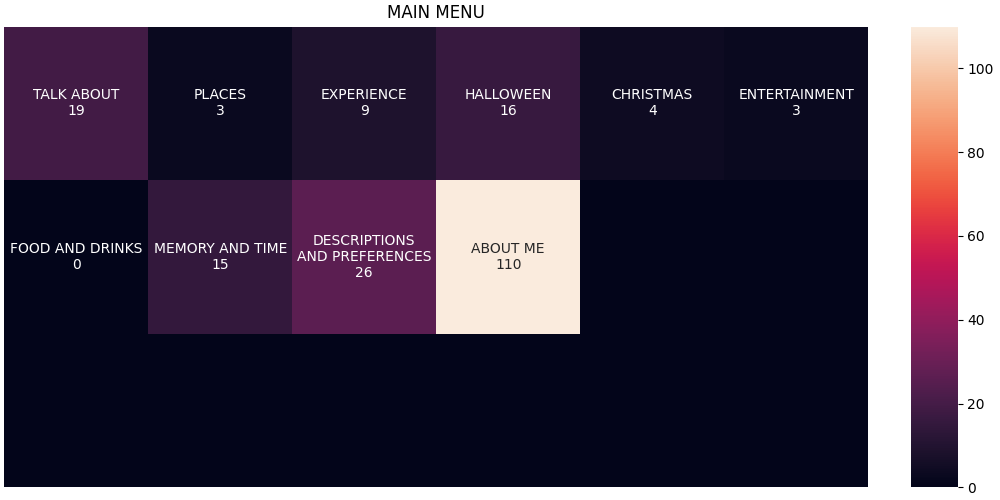 MAIN MENU
TALK ABOUT
19
PLACES
3
EXPERIENCE
9
HALLOWEEN
16
CHRISTMAS
4
ENTERTAINMENT
3
FOOD AND DRINKS
0
MEMORY AND TIME
15
DESCRIPTIONS
AND PREFERENCES
26
ABOUT ME
110
100
80
60
40
20
0